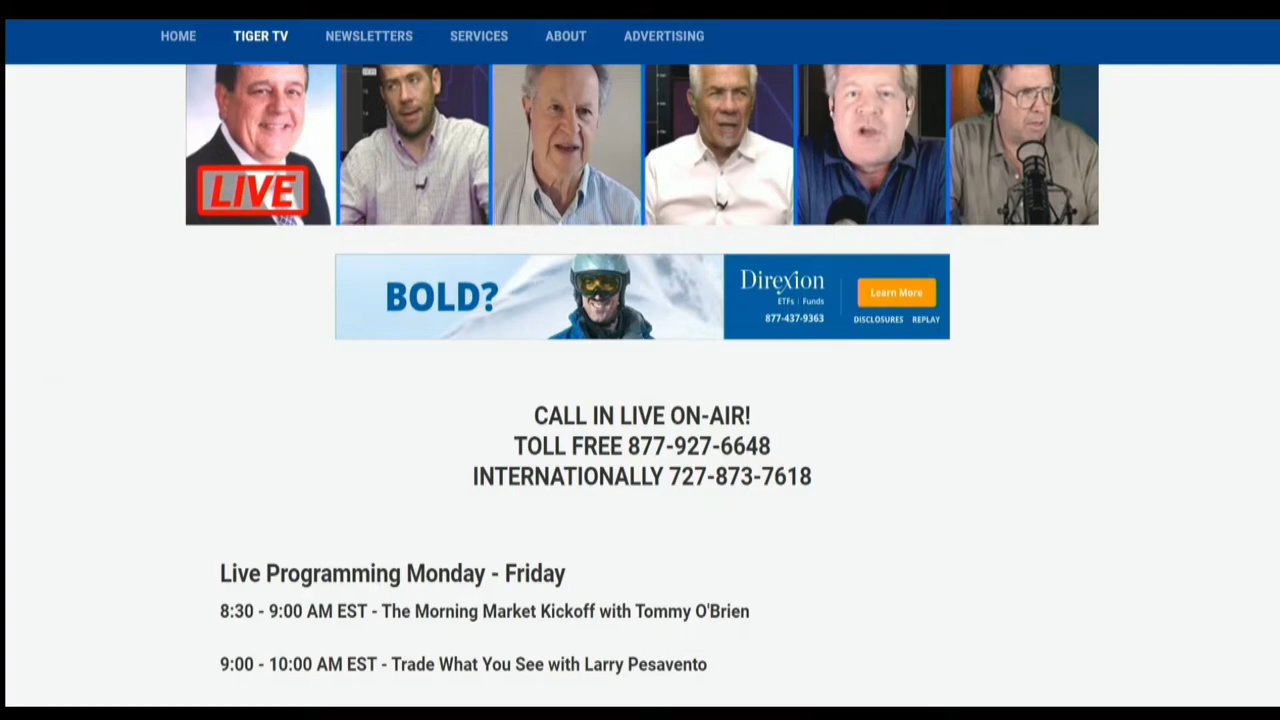 HOME TIGER TV NEWSLETTERS SERVICES ABOUT ADVERTISING
LIVE
BOLD?
Direxion
ETFs | Funds
877-437-9363
Learn More
DISCLOSURES REPLAY
CALL IN LIVE ON-AIR!
TOLL FREE 877-927-6648
INTERNATIONALLY 727-873-7618
Live Programming Monday - Friday
8:30 - 9:00 AM EST - The Morning Market Kickoff with Tommy O'Brien
9:00 - 10:00 AM EST - Trade What You See with Larry Pesavento